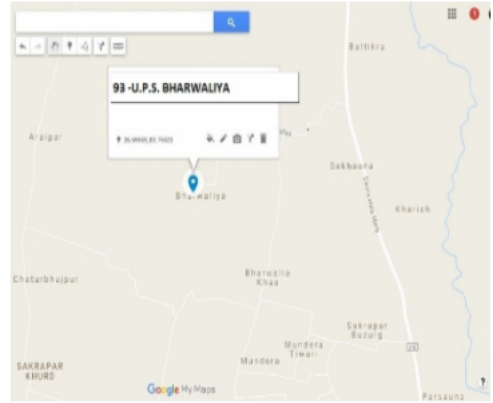 93 -U.P.S. BHARWALIYA
Baltikra
Araipar
Sakhauna
Bharwaliya
Kharich
Chaturbhujpur
Bharwalia
Khas
Sakrapar
Buzurg
Mundera
Tiwari
Mundera
SAKRAPAR
KHURD
Google My Maps
Parsauna